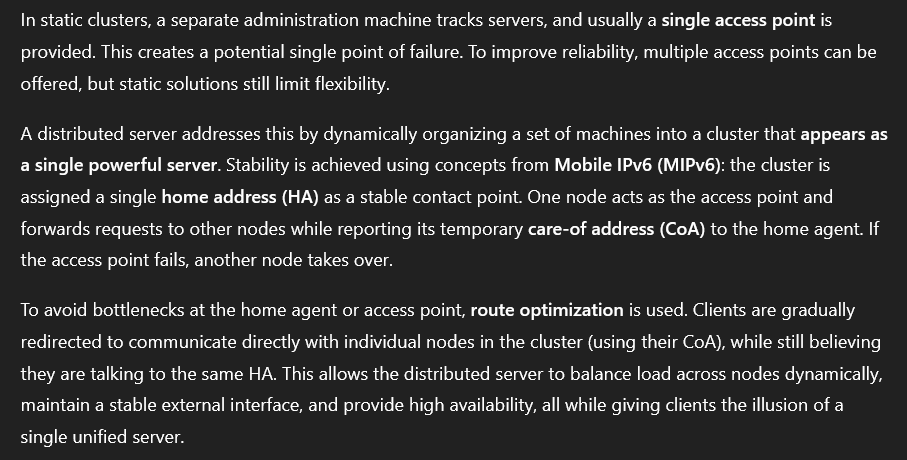 In static clusters, a separate administration machine tracks servers, and usually a single access point is
provided. This creates a potential single point of failure. To improve reliability, multiple access points can be
offered, but static solutions still limit flexibility.
A distributed server addresses this by dynamically organizing a set of machines into a cluster that appears as
a single powerful server. Stability is achieved using concepts from Mobile IPv6 (MIPv6): the cluster is
assigned a single home address (HA) as a stable contact point. One node acts as the access point and
forwards requests to other nodes while reporting its temporary care-of address (CoA) to the home agent. If
the access point fails, another node takes over.
To avoid bottlenecks at the home agent or access point, route optimization is used. Clients are gradually
redirected to communicate directly with individual nodes in the cluster (using their CoA), while still believing
they are talking to the same HA. This allows the distributed server to balance load across nodes dynamically,
maintain a stable external interface, and provide high availability, all while giving clients the illusion of a
single unified server.